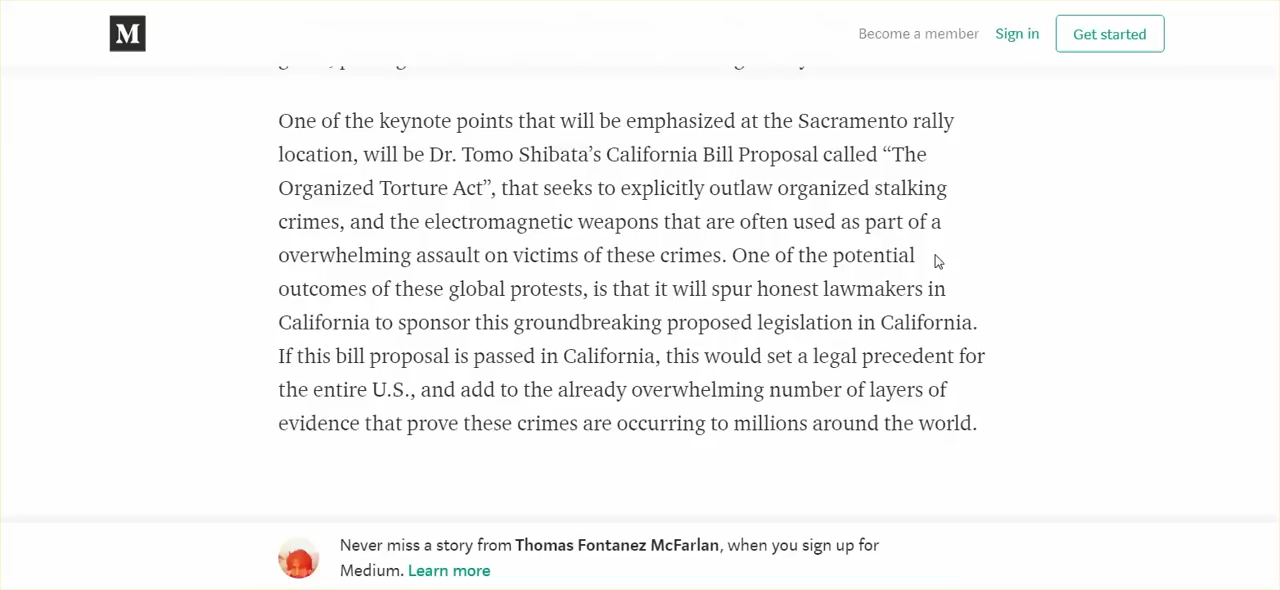 M
Become a member Sign in Get started
One of the keynote points that will be emphasized at the Sacramento rally
location, will be Dr. Tomo Shibata’s California Bill Proposal called “The
Organized Torture Act”, that seeks to explicitly outlaw organized stalking
crimes, and the electromagnetic weapons that are often used as part of a
overwhelming assault on victims of these crimes. One of the potential
outcomes of these global protests, is that it will spur honest lawmakers in
California to sponsor this groundbreaking proposed legislation in California.
If this bill proposal is passed in California, this would set a legal precedent for
the entire U.S., and add to the already overwhelming number of layers of
evidence that prove these crimes are occurring to millions around the world.
Never miss a story from Thomas Fontanez McFarlan, when you sign up for
Medium. Learn more